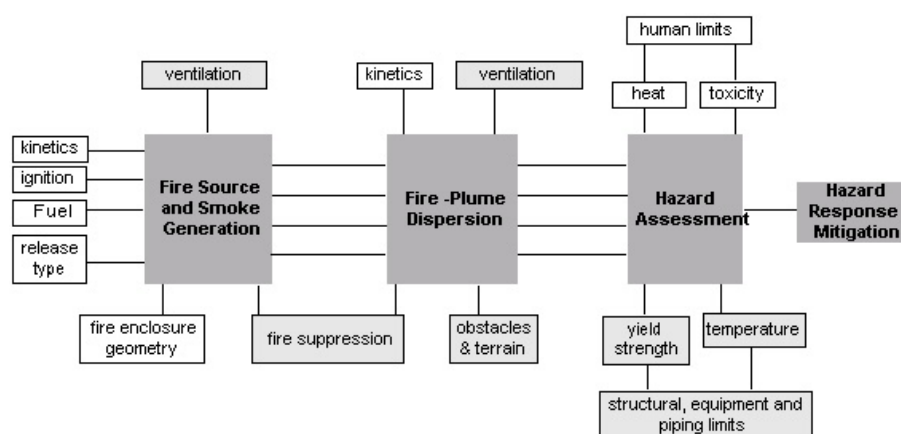 human limits
ventilation
kinetics
ventilation
heat
toxicity
kinetics
ignition
Fuel
release
type
Fire Source
and Smoke
Generation
Fire -Plume
Dispersion
Hazard
Assessment
Hazard
Response
Mitigation
fire enclosure
geometry
fire suppression
obstacles
& terrain
yield
strength
temperature
structural, equipment and
piping limits